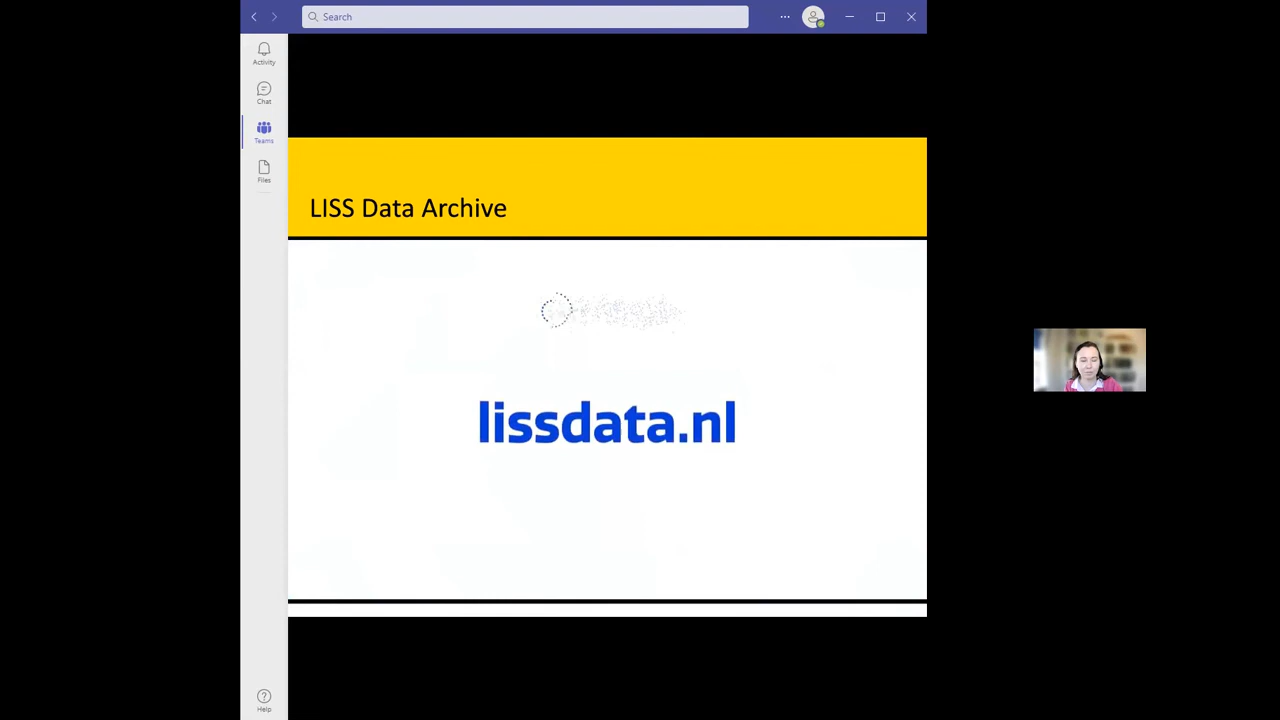 Search
Activity
Chat
Teams
Files
LISS Data Archive
lissdata.nl
Help